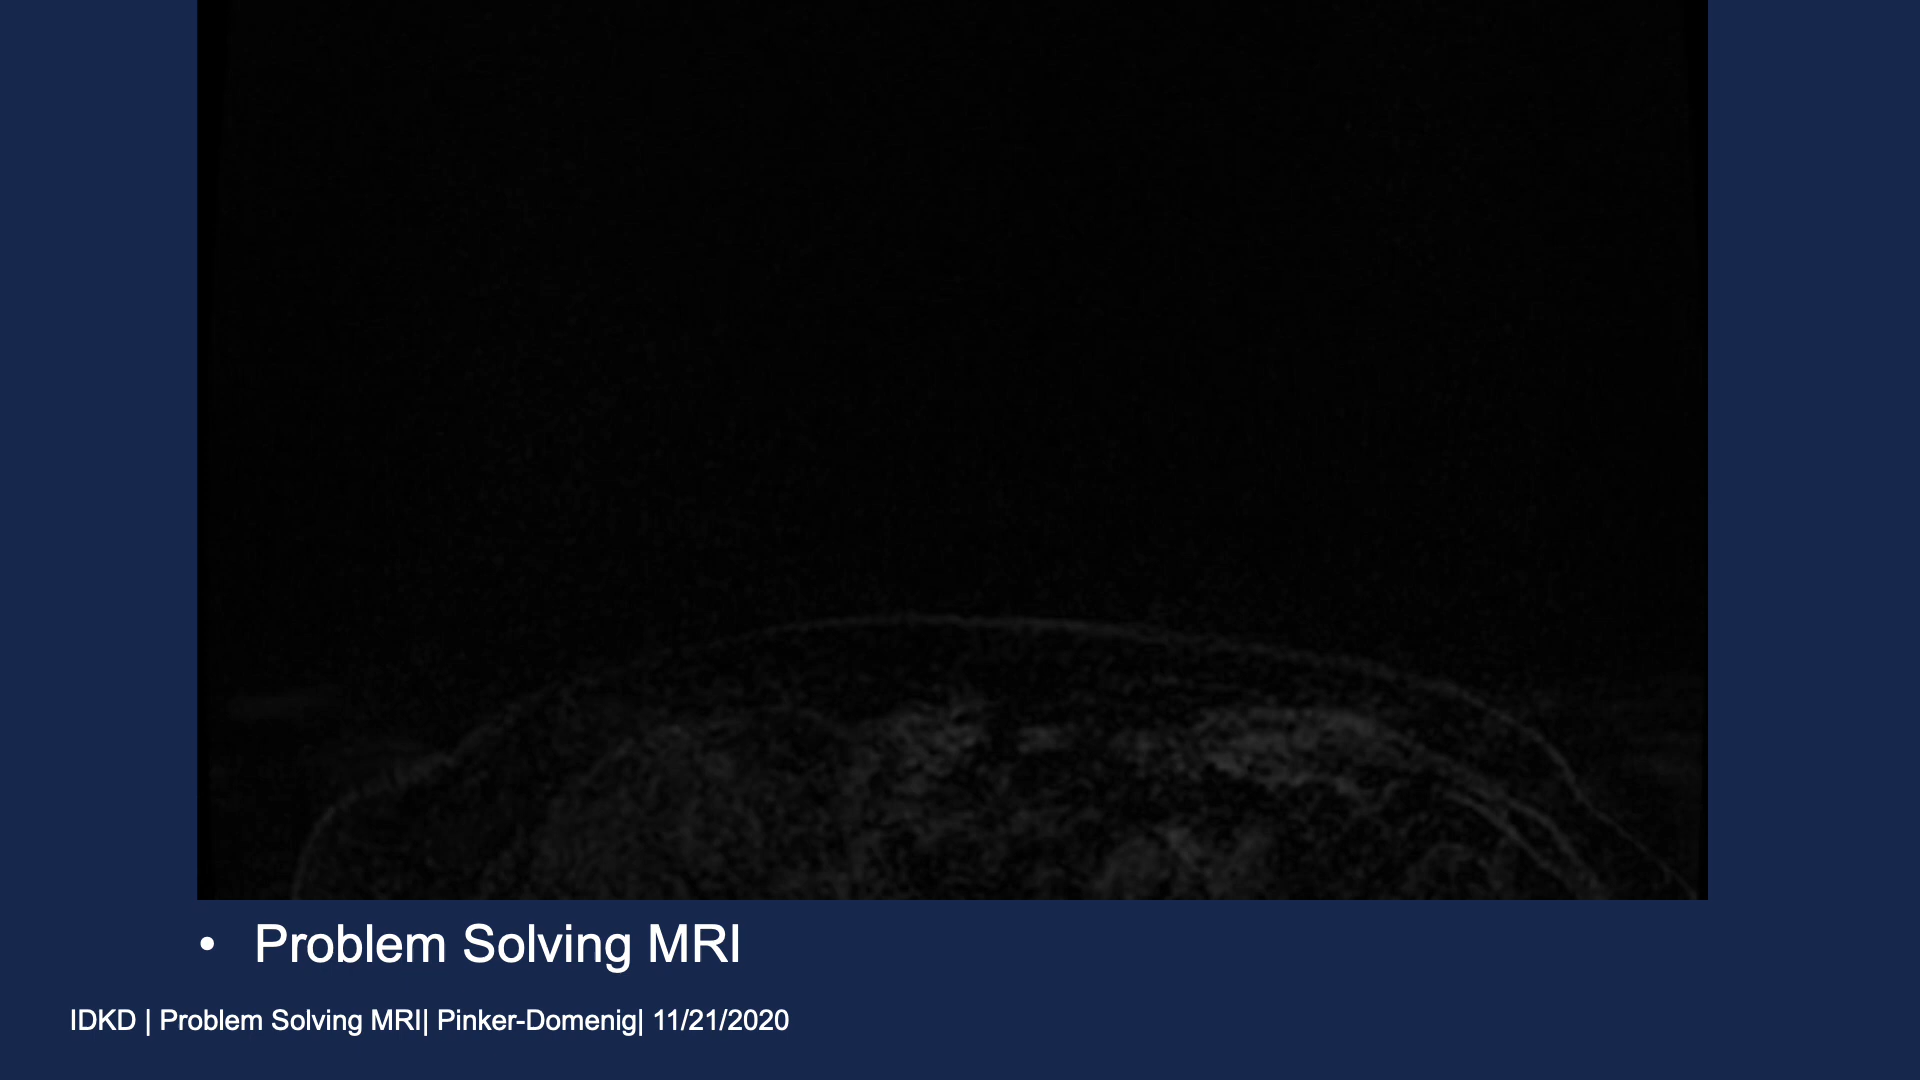 • Problem Solving MRI
IDKD | Problem Solving MRI| Pinker-Domenig| 11/21/2020